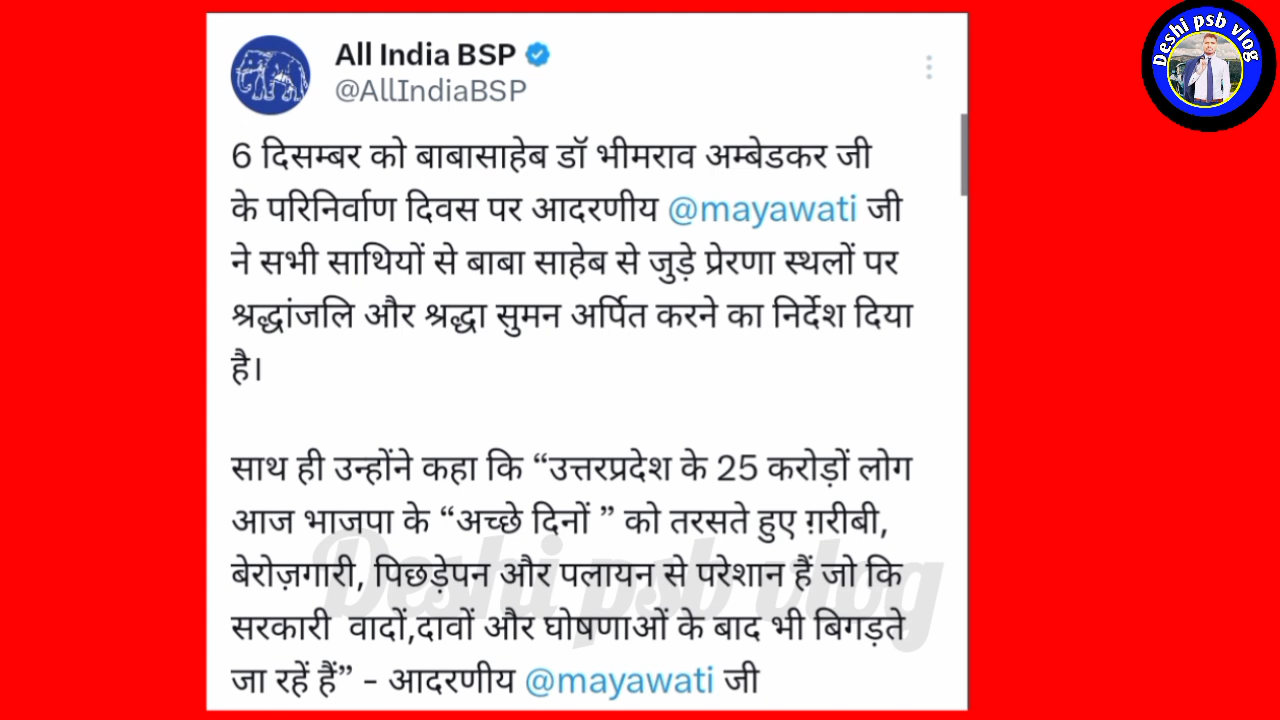 Deshi psb vlog
All India BSP
@AllIndiaBSP
6 दिसम्बर को बाबासाहेब डॉ भीमराव अम्बेडकर जी
के परिनिर्वाण दिवस पर आदरणीय @mayawati जी
ने सभी साथियों से बाबा साहेब से जुड़े प्रेरणा स्थलों पर
श्रद्धांजलि और श्रद्धा सुमन अर्पित करने का निर्देश दिया
है।
साथ ही उन्होंने कहा कि “उत्तरप्रदेश के 25 करोड़ों लोग
आज भाजपा के “अच्छे दिनों ” को तरसते हुए ग़रीबी,
बेरोज़गारी, पिछड़ेपन और पलायन से परेशान हैं जो कि
सरकारी वादों,दावों और घोषणाओं के बाद भी बिगड़ते
जा रहें हैं” - आदरणीय @mayawati जी
Deshi psb vlog